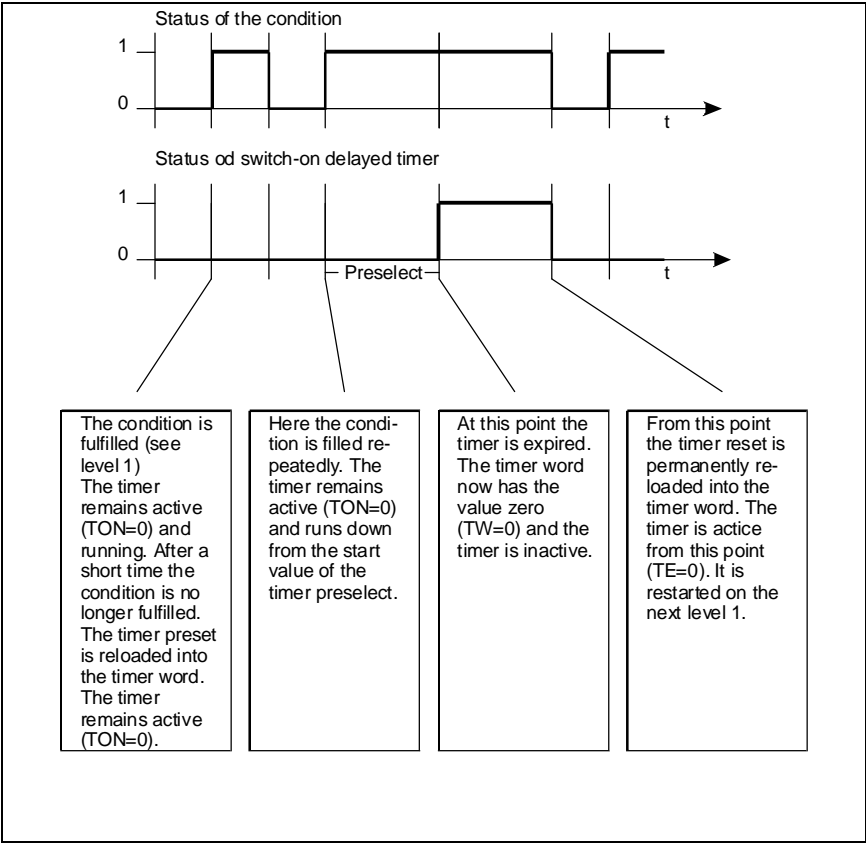 Status of the condition
1
0
t
Status od switch-on delayed timer
1
0
Preselect
t
The condition is
fulfilled (see
level 1)
The timer
remains active
(TON=0) and
running. After a
short time the
condition is no
longer fulfilled.
The timer preset
is reloaded into
the timer word.
The timer
remains active
(TON=0).
Here the condi-
tion is filled re-
peatedly. The
timer remains
active (TON=0)
and runs down
from the start
value of the
timer preselect.
At this point the
timer is expired.
The timer word
now has the
value zero
(TW=0) and the
timer is inactive.
From this point
the timer reset is
permanently re-
loaded into the
timer word. The
timer is actice
from this point
(TE=0). It is
restarted on the
next level 1.